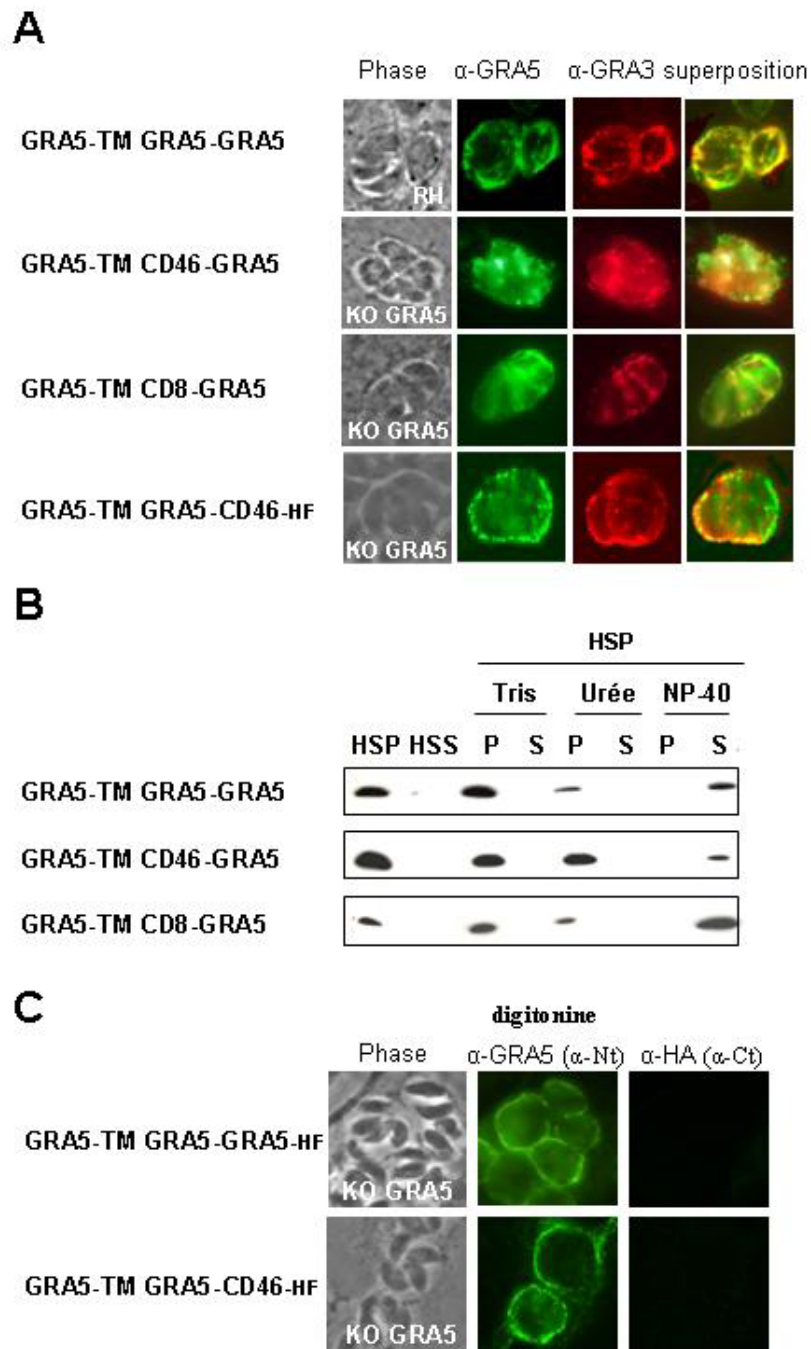 A
Phase α-GRA5 α-GRA3 superposition
GRA5-TM GRA5-GRA5
RH
GRA5-TM CD46-GRA5
KO GRA5
GRA5-TM CD8-GRA5
KO GRA5
GRA5-TM GRA5-CD46-HF
KO GRA5
B
HSP
Tris Urée NP-40
HSP HSS P S P S P S
GRA5-TM GRA5-GRA5
GRA5-TM CD46-GRA5
GRA5-TM CD8-GRA5
C
digitonine
Phase α-GRA5 (α-Nt) α-HA (α-Ct)
GRA5-TM GRA5-GRA5-HF
KO GRA5
GRA5-TM GRA5-CD46-HF
KO GRA5